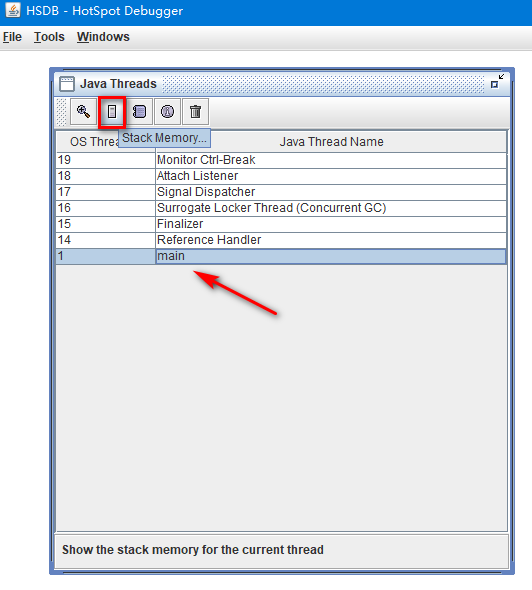 HSDB - HotSpot Debugger
File Tools Windows
Java Threads
Stack Memory...
OS Threa Java Thread Name
19 Monitor Ctrl-Break
18 Attach Listener
17 Signal Dispatcher
16 Surrogate Locker Thread (Concurrent GC)
15 Finalizer
14 Reference Handler
1 main
Show the stack memory for the current thread